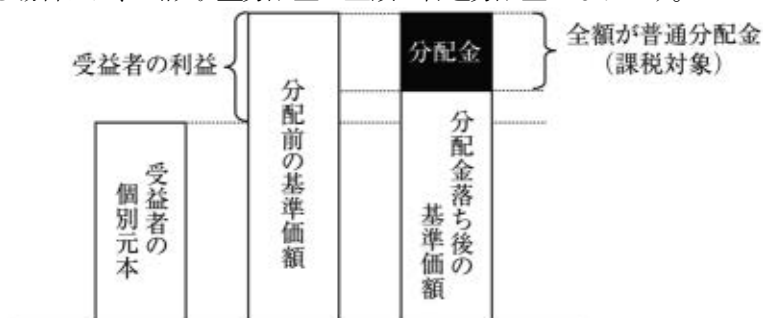 受益者の利益
分配金
全額が普通分配金
（課税対象）
受益者の
個別元本
分配前の基準価額
分配金落ち後の
基準価額